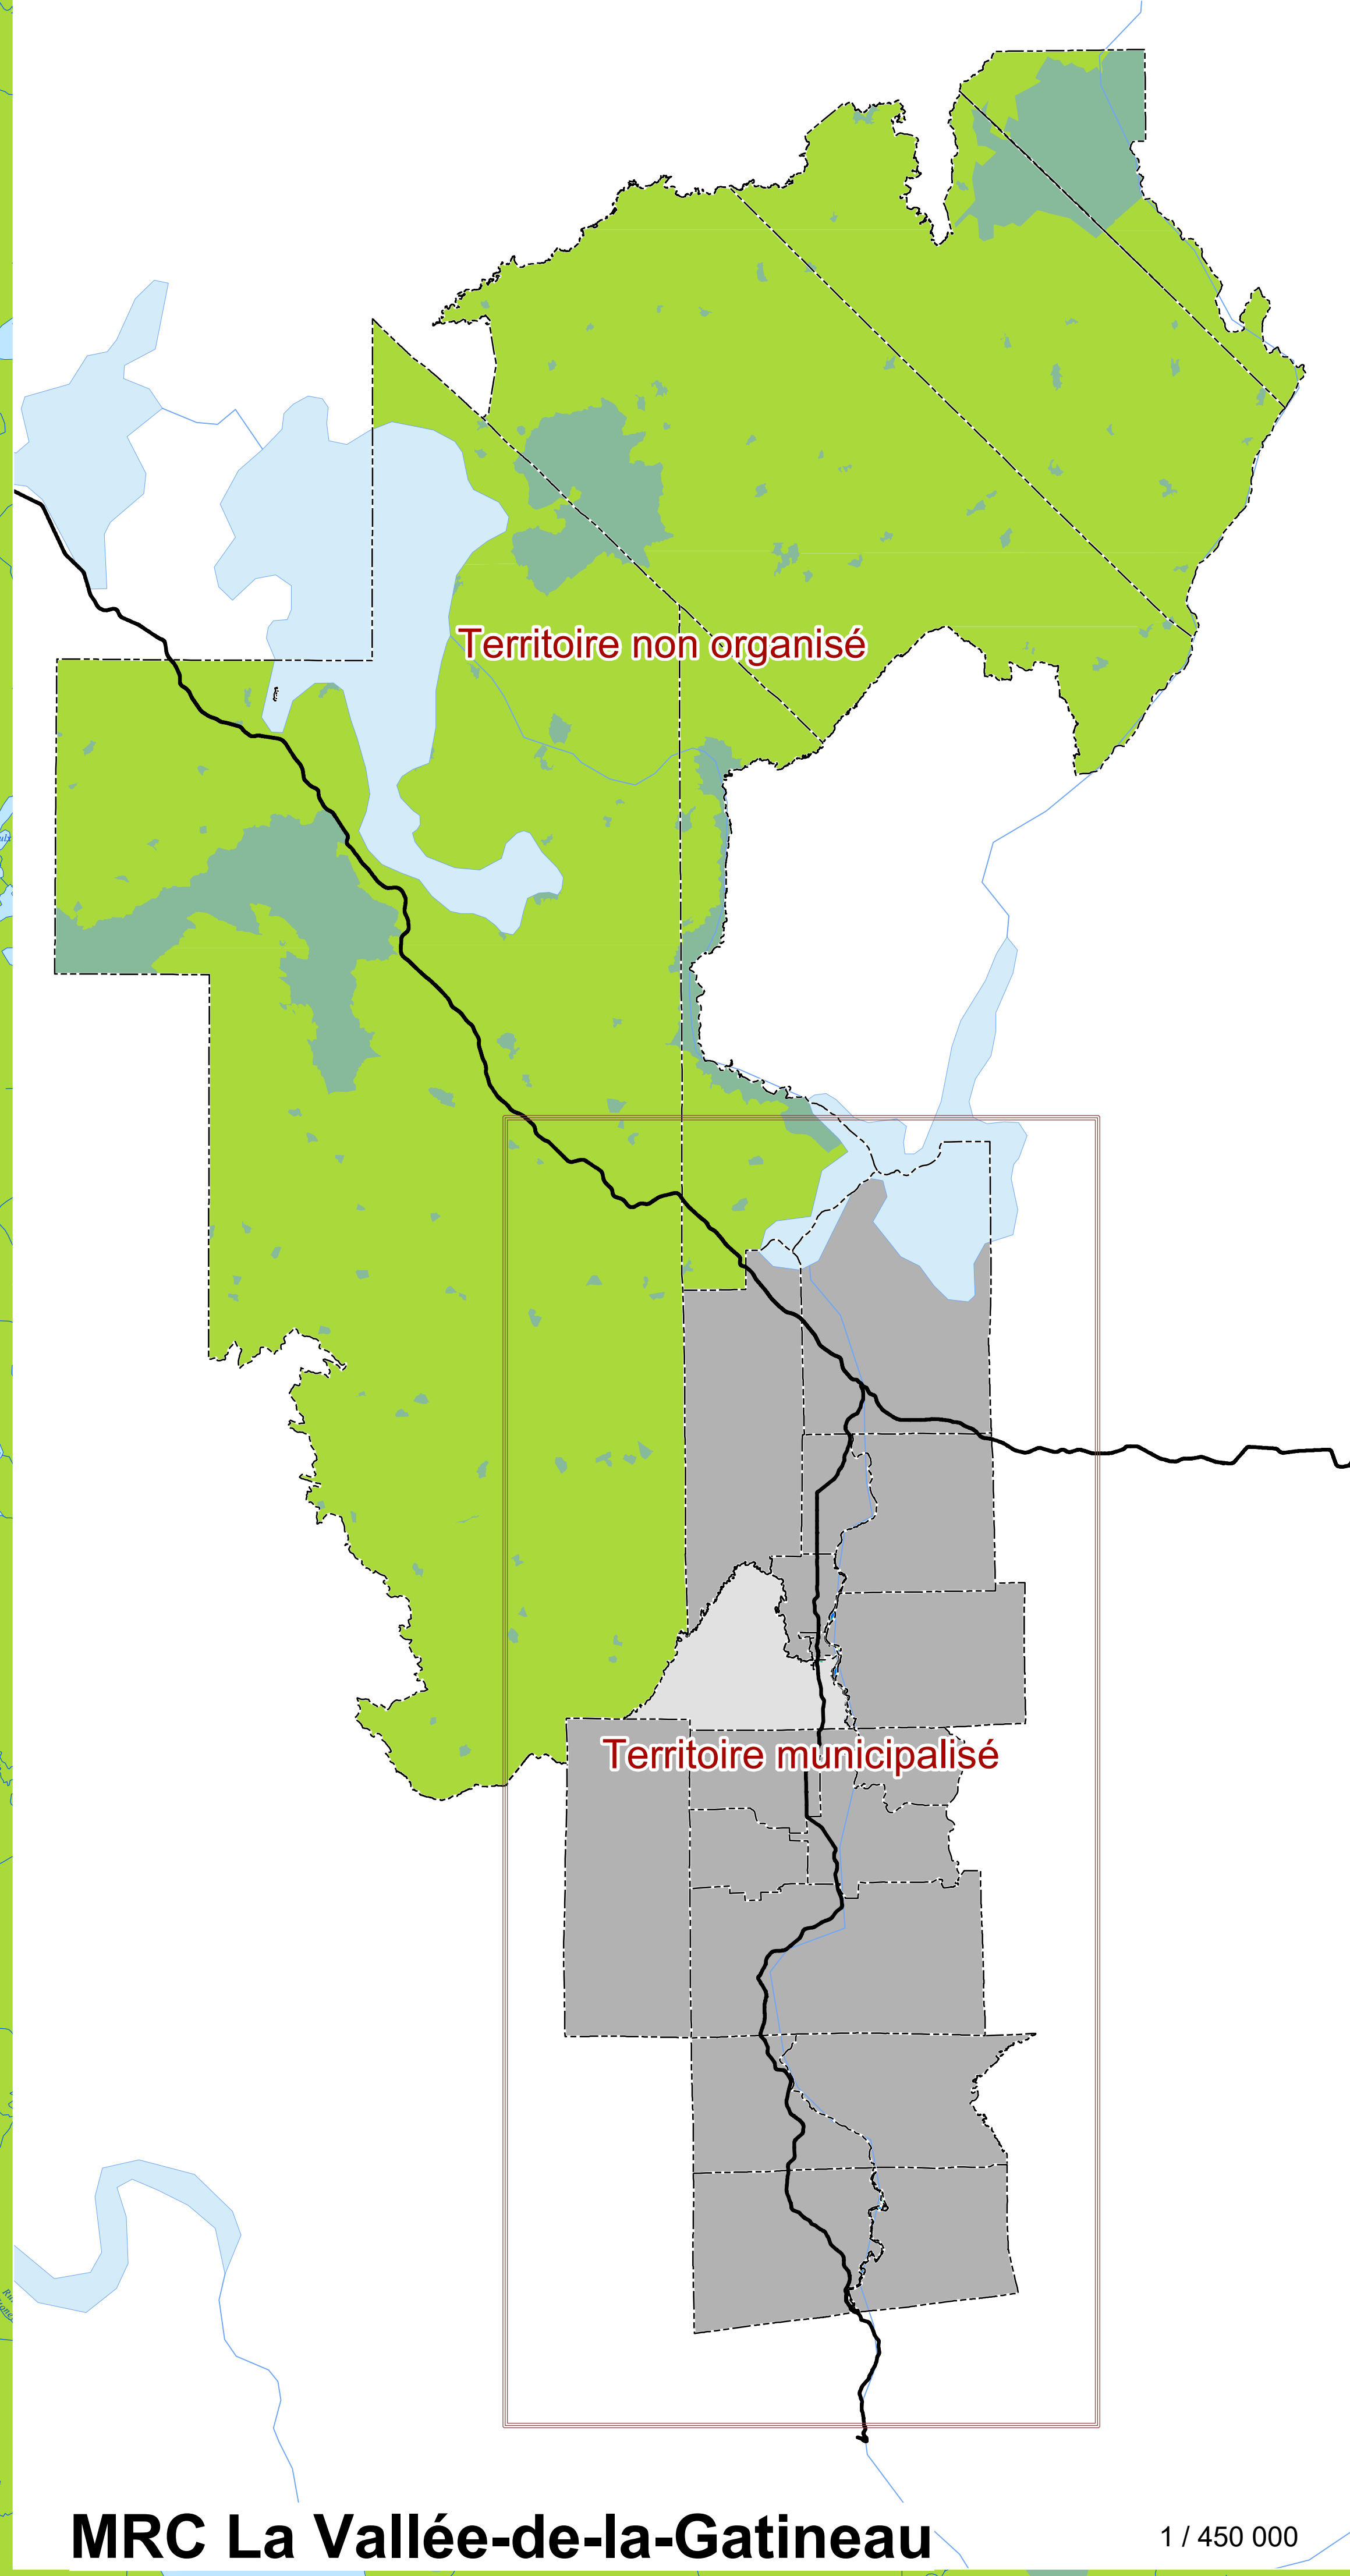 Territoire non organisé
Territoire municipalisé
MRC La Vallée-de-la-Gatineau
1 / 450 000